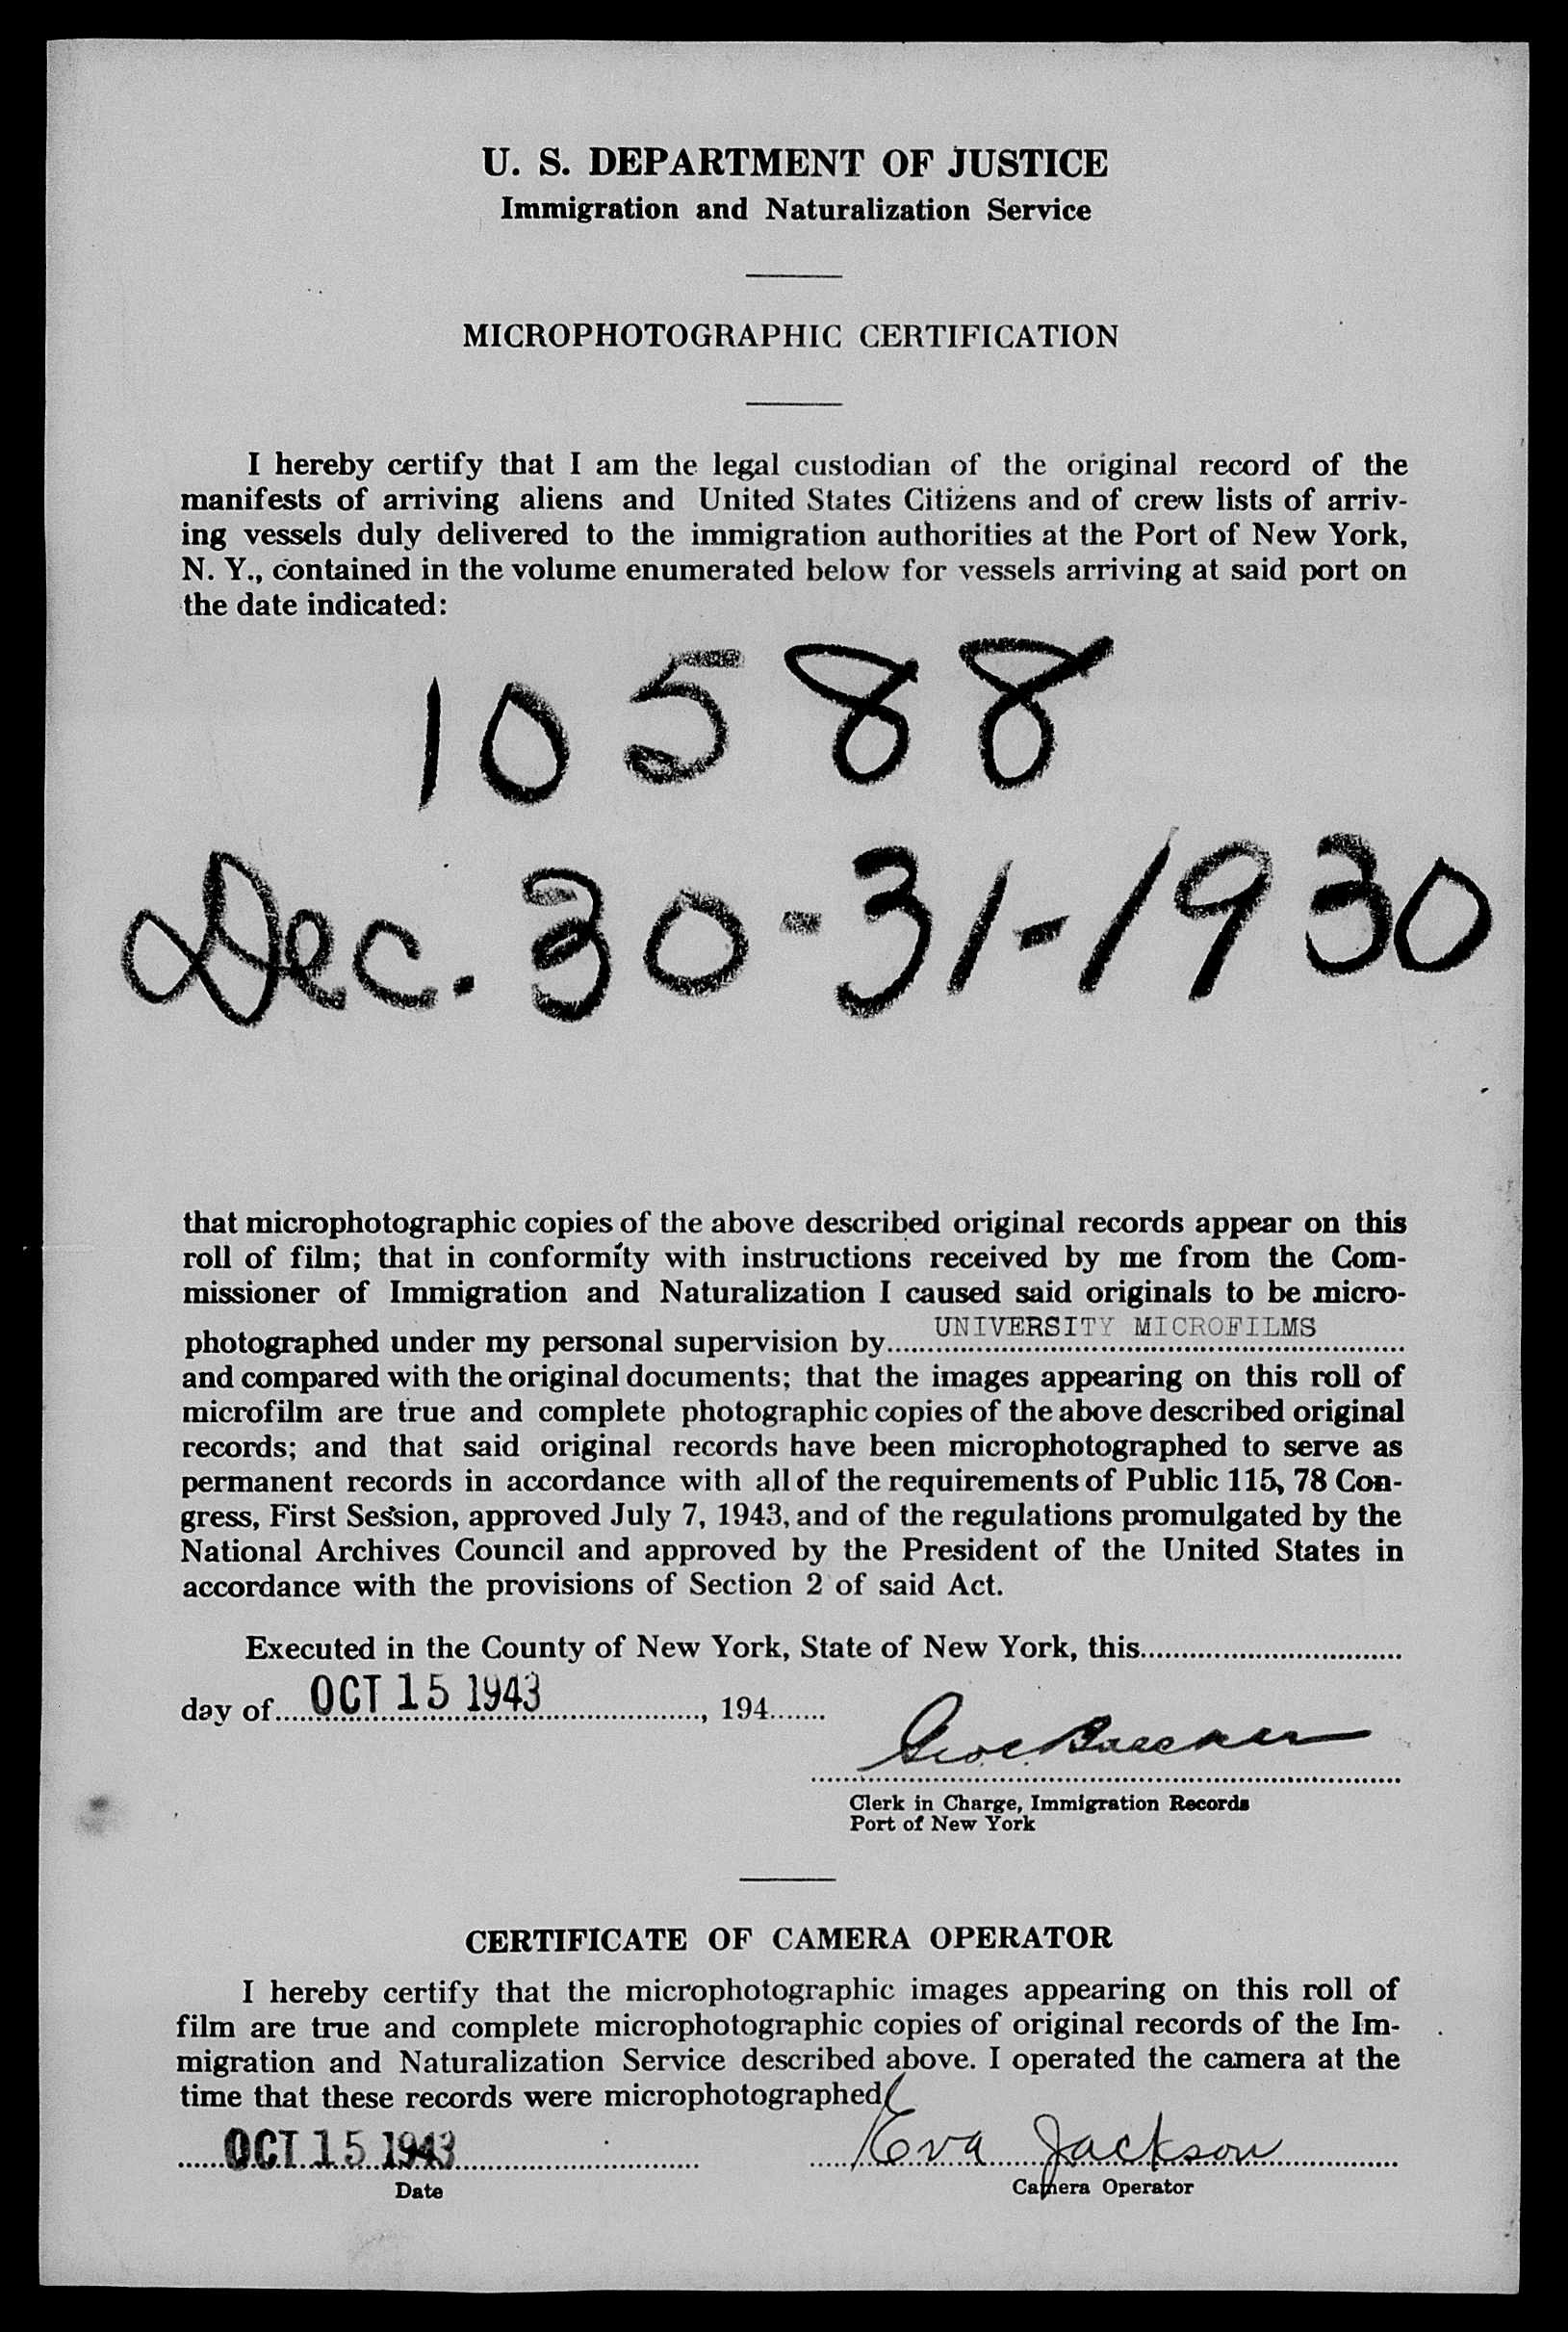 U. S. DEPARTMENT OF JUSTICE
Immigration and Naturalization Service
MICROPHOTOGRAPHIC CERTIFICATION
I hereby certify that I am the legal custodian of the original record of the
manifests of arriving aliens and United States Citizens and of crew lists of arriv-
ing vessels duly delivered to the immigration authorities at the Port of New York,
N. Y., contained in the volume enumerated below for vessels arriving at said port on
the date indicated:
10588
Dec. 30-31-1930
that microphotographic copies of the above described original records appear on this
roll of film; that in conformity with instructions received by me from the Com-
missioner of Immigration and Naturalization I caused said originals to be micro-
photographed under my personal supervision by UNIVERSITY MICROFILMS
and compared with the original documents; that the images appearing on this roll of
microfilm are true and complete photographic copies of the above described original
records; and that said original records have been microphotographed to serve as
permanent records in accordance with all of the requirements of Public 115, 78 Con-
gress, First Session, approved July 7, 1943, and of the regulations promulgated by the
National Archives Council and approved by the President of the United States in
accordance with the provisions of Section 2 of said Act.
Executed in the County of New York, State of New York, this
day of OCT 15 1943, 194
Clerk in Charge, Immigration Records
Port of New York
CERTIFICATE OF CAMERA OPERATOR
I hereby certify that the microphotographic images appearing on this roll of
film are true and complete microphotographic copies of original records of the Im-
migration and Naturalization Service described above. I operated the camera at the
time that these records were microphotographed
OCT 15 1943 Eva Jackson
Date Camera Operator